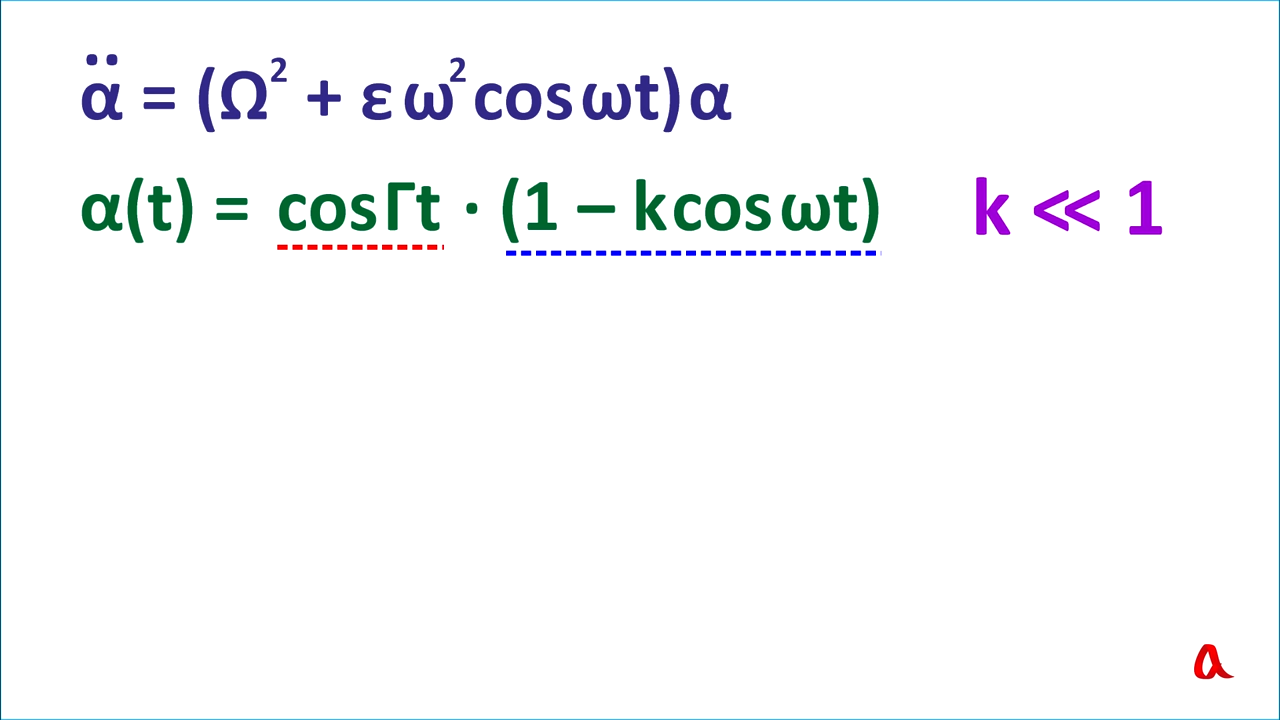 α̈ = (Ω² + εω²cosωt)α
α(t) = cosΓt · (1 – kcosωt) k << 1
a